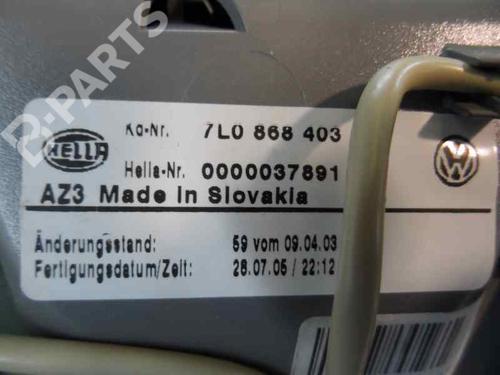 B-PARTS
HELLA
Kd-Nr. 7L0 868 403
Hella-Nr. 0000037891
AZ3 Made in Slovakia
Änderungsstand: 59 vom 09.04.03
Fertigungsdatum/Zeit: 28.07.05 / 22:12